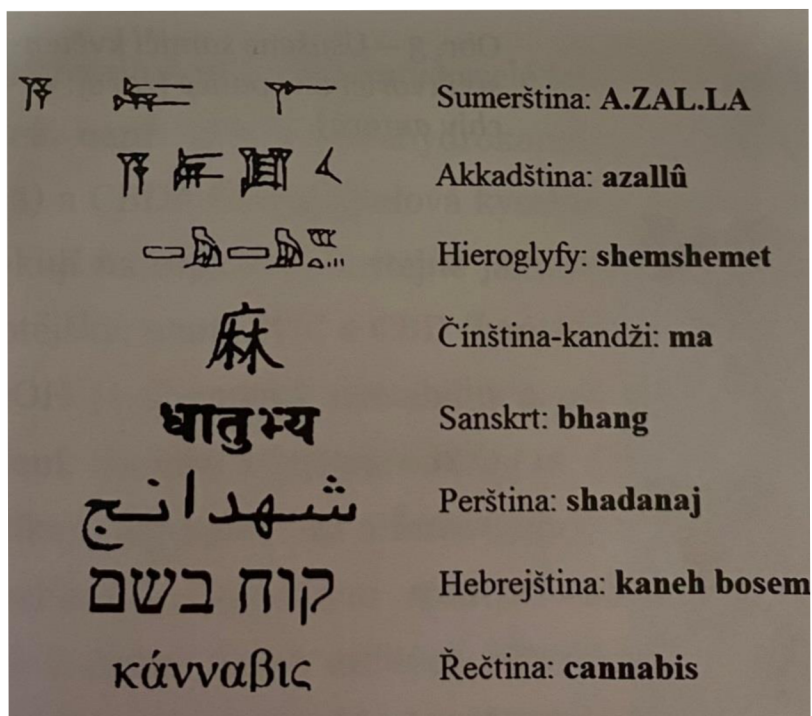 Sumerština: A.ZAL.LA
Akkadština: azallû
Hieroglyfy: shemshemet
麻 Čínština-kandži: ma
धातुभ्य Sanskrt: bhang
شهدانج Perština: shadanaj
קוח בשם Hebrejština: kaneh bosem
κάνναβις Řečtina: cannabis